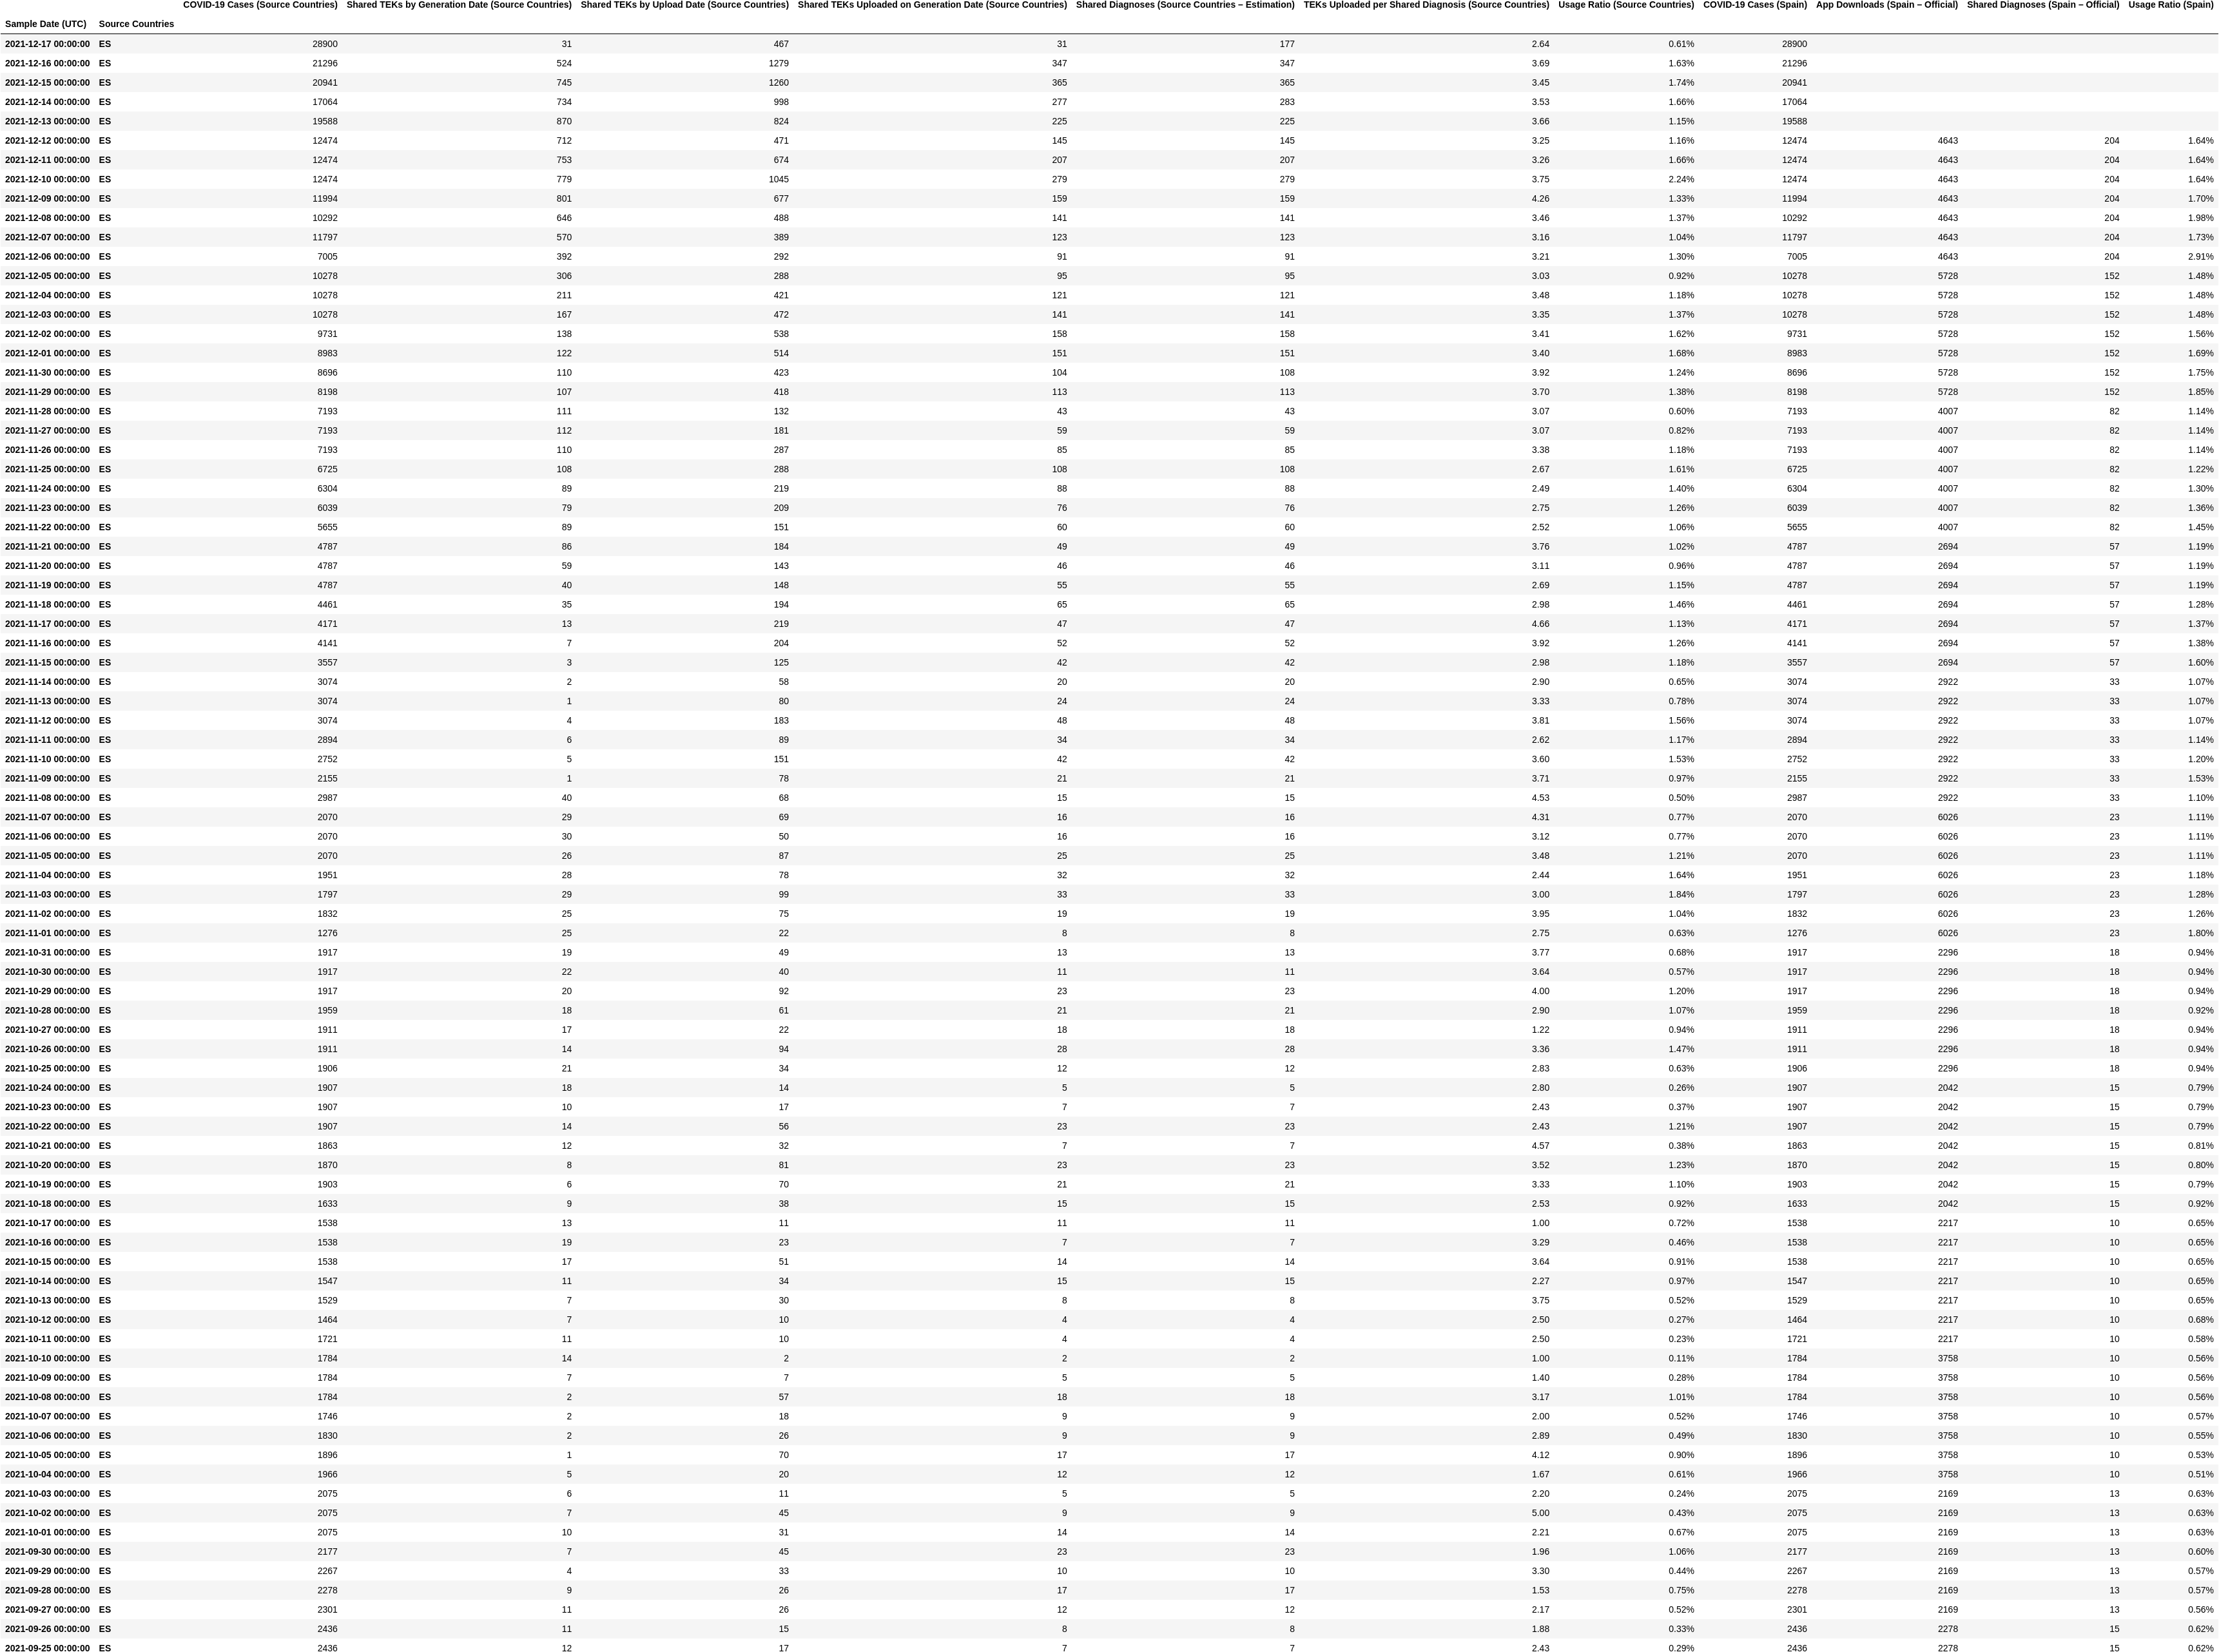 COVID-19 Cases (Source Countries) Shared TEKs by Generation Date (Source Countries) Shared TEKs by Upload Date (Source Countries) Shared TEKs Uploaded on Generation Date (Source Countries) Shared Diagnoses (Source Countries – Estimation) TEKs Uploaded per Shared Diagnosis (Source Countries) Usage Ratio (Source Countries) COVID-19 Cases (Spain) App Downloads (Spain – Official) Shared Diagnoses (Spain – Official) Usage Ratio (Spain)
Sample Date (UTC) Source Countries
2021-12-17 00:00:00 ES 28900 31 467 31 177 2.64 0.61% 28900
2021-12-16 00:00:00 ES 21296 524 1279 347 347 3.69 1.63% 21296
2021-12-15 00:00:00 ES 20941 745 1260 365 365 3.45 1.74% 20941
2021-12-14 00:00:00 ES 17064 734 998 277 283 3.53 1.66% 17064
2021-12-13 00:00:00 ES 19588 870 824 225 225 3.66 1.15% 19588
2021-12-12 00:00:00 ES 12474 712 471 145 145 3.25 1.16% 12474 4643 204 1.64%
2021-12-11 00:00:00 ES 12474 753 674 207 207 3.26 1.66% 12474 4643 204 1.64%
2021-12-10 00:00:00 ES 12474 779 1045 279 279 3.75 2.24% 12474 4643 204 1.64%
2021-12-09 00:00:00 ES 11994 801 677 159 159 4.26 1.33% 11994 4643 204 1.70%
2021-12-08 00:00:00 ES 10292 646 488 141 141 3.46 1.37% 10292 4643 204 1.98%
2021-12-07 00:00:00 ES 11797 570 389 123 123 3.16 1.04% 11797 4643 204 1.73%
2021-12-06 00:00:00 ES 7005 392 292 91 91 3.21 1.30% 7005 4643 204 2.91%
2021-12-05 00:00:00 ES 10278 306 288 95 95 3.03 0.92% 10278 5728 152 1.48%
2021-12-04 00:00:00 ES 10278 211 421 121 121 3.48 1.18% 10278 5728 152 1.48%
2021-12-03 00:00:00 ES 10278 167 472 141 141 3.35 1.37% 10278 5728 152 1.48%
2021-12-02 00:00:00 ES 9731 138 538 158 158 3.41 1.62% 9731 5728 152 1.56%
2021-12-01 00:00:00 ES 8983 122 514 151 151 3.40 1.68% 8983 5728 152 1.69%
2021-11-30 00:00:00 ES 8696 110 423 104 108 3.92 1.24% 8696 5728 152 1.75%
2021-11-29 00:00:00 ES 8198 107 418 113 113 3.70 1.38% 8198 5728 152 1.85%
2021-11-28 00:00:00 ES 7193 111 132 43 43 3.07 0.60% 7193 4007 82 1.14%
2021-11-27 00:00:00 ES 7193 112 181 59 59 3.07 0.82% 7193 4007 82 1.14%
2021-11-26 00:00:00 ES 7193 110 287 85 85 3.38 1.18% 7193 4007 82 1.14%
2021-11-25 00:00:00 ES 6725 108 288 108 108 2.67 1.61% 6725 4007 82 1.22%
2021-11-24 00:00:00 ES 6304 89 219 88 88 2.49 1.40% 6304 4007 82 1.30%
2021-11-23 00:00:00 ES 6039 79 209 76 76 2.75 1.26% 6039 4007 82 1.36%
2021-11-22 00:00:00 ES 5655 89 151 60 60 2.52 1.06% 5655 4007 82 1.45%
2021-11-21 00:00:00 ES 4787 86 184 49 49 3.76 1.02% 4787 2694 57 1.19%
2021-11-20 00:00:00 ES 4787 59 143 46 46 3.11 0.96% 4787 2694 57 1.19%
2021-11-19 00:00:00 ES 4787 40 148 55 55 2.69 1.15% 4787 2694 57 1.19%
2021-11-18 00:00:00 ES 4461 35 194 65 65 2.98 1.46% 4461 2694 57 1.28%
2021-11-17 00:00:00 ES 4171 13 219 47 47 4.66 1.13% 4171 2694 57 1.37%
2021-11-16 00:00:00 ES 4141 7 204 52 52 3.92 1.26% 4141 2694 57 1.38%
2021-11-15 00:00:00 ES 3557 3 125 42 42 2.98 1.18% 3557 2694 57 1.60%
2021-11-14 00:00:00 ES 3074 2 58 20 20 2.90 0.65% 3074 2922 33 1.07%
2021-11-13 00:00:00 ES 3074 1 80 24 24 3.33 0.78% 3074 2922 33 1.07%
2021-11-12 00:00:00 ES 3074 4 183 48 48 3.81 1.56% 3074 2922 33 1.07%
2021-11-11 00:00:00 ES 2894 6 89 34 34 2.62 1.17% 2894 2922 33 1.14%
2021-11-10 00:00:00 ES 2752 5 151 42 42 3.60 1.53% 2752 2922 33 1.20%
2021-11-09 00:00:00 ES 2155 1 78 21 21 3.71 0.97% 2155 2922 33 1.53%
2021-11-08 00:00:00 ES 2987 40 68 15 15 4.53 0.50% 2987 2922 33 1.10%
2021-11-07 00:00:00 ES 2070 29 69 16 16 4.31 0.77% 2070 6026 23 1.11%
2021-11-06 00:00:00 ES 2070 30 50 16 16 3.12 0.77% 2070 6026 23 1.11%
2021-11-05 00:00:00 ES 2070 26 87 25 25 3.48 1.21% 2070 6026 23 1.11%
2021-11-04 00:00:00 ES 1951 28 78 32 32 2.44 1.64% 1951 6026 23 1.18%
2021-11-03 00:00:00 ES 1797 29 99 33 33 3.00 1.84% 1797 6026 23 1.28%
2021-11-02 00:00:00 ES 1832 25 75 19 19 3.95 1.04% 1832 6026 23 1.26%
2021-11-01 00:00:00 ES 1276 25 22 8 8 2.75 0.63% 1276 6026 23 1.80%
2021-10-31 00:00:00 ES 1917 19 49 13 13 3.77 0.68% 1917 2296 18 0.94%
2021-10-30 00:00:00 ES 1917 22 40 11 11 3.64 0.57% 1917 2296 18 0.94%
2021-10-29 00:00:00 ES 1917 20 92 23 23 4.00 1.20% 1917 2296 18 0.94%
2021-10-28 00:00:00 ES 1959 18 61 21 21 2.90 1.07% 1959 2296 18 0.92%
2021-10-27 00:00:00 ES 1911 17 22 18 18 1.22 0.94% 1911 2296 18 0.94%
2021-10-26 00:00:00 ES 1911 14 94 28 28 3.36 1.47% 1911 2296 18 0.94%
2021-10-25 00:00:00 ES 1906 21 34 12 12 2.83 0.63% 1906 2296 18 0.94%
2021-10-24 00:00:00 ES 1907 18 14 5 5 2.80 0.26% 1907 2042 15 0.79%
2021-10-23 00:00:00 ES 1907 10 17 7 7 2.43 0.37% 1907 2042 15 0.79%
2021-10-22 00:00:00 ES 1907 14 56 23 23 2.43 1.21% 1907 2042 15 0.79%
2021-10-21 00:00:00 ES 1863 12 32 7 7 4.57 0.38% 1863 2042 15 0.81%
2021-10-20 00:00:00 ES 1870 8 81 23 23 3.52 1.23% 1870 2042 15 0.80%
2021-10-19 00:00:00 ES 1903 6 70 21 21 3.33 1.10% 1903 2042 15 0.79%
2021-10-18 00:00:00 ES 1633 9 38 15 15 2.53 0.92% 1633 2042 15 0.92%
2021-10-17 00:00:00 ES 1538 13 11 11 11 1.00 0.72% 1538 2217 10 0.65%
2021-10-16 00:00:00 ES 1538 19 23 7 7 3.29 0.46% 1538 2217 10 0.65%
2021-10-15 00:00:00 ES 1538 17 51 14 14 3.64 0.91% 1538 2217 10 0.65%
2021-10-14 00:00:00 ES 1547 11 34 15 15 2.27 0.97% 1547 2217 10 0.65%
2021-10-13 00:00:00 ES 1529 7 30 8 8 3.75 0.52% 1529 2217 10 0.65%
2021-10-12 00:00:00 ES 1464 7 10 4 4 2.50 0.27% 1464 2217 10 0.68%
2021-10-11 00:00:00 ES 1721 11 10 4 4 2.50 0.23% 1721 2217 10 0.58%
2021-10-10 00:00:00 ES 1784 14 2 2 2 1.00 0.11% 1784 3758 10 0.56%
2021-10-09 00:00:00 ES 1784 7 7 5 5 1.40 0.28% 1784 3758 10 0.56%
2021-10-08 00:00:00 ES 1784 2 57 18 18 3.17 1.01% 1784 3758 10 0.56%
2021-10-07 00:00:00 ES 1746 2 18 9 9 2.00 0.52% 1746 3758 10 0.57%
2021-10-06 00:00:00 ES 1830 2 26 9 9 2.89 0.49% 1830 3758 10 0.55%
2021-10-05 00:00:00 ES 1896 1 70 17 17 4.12 0.90% 1896 3758 10 0.53%
2021-10-04 00:00:00 ES 1966 5 20 12 12 1.67 0.61% 1966 3758 10 0.51%
2021-10-03 00:00:00 ES 2075 6 11 5 5 2.20 0.24% 2075 2169 13 0.63%
2021-10-02 00:00:00 ES 2075 7 45 9 9 5.00 0.43% 2075 2169 13 0.63%
2021-10-01 00:00:00 ES 2075 10 31 14 14 2.21 0.67% 2075 2169 13 0.63%
2021-09-30 00:00:00 ES 2177 7 45 23 23 1.96 1.06% 2177 2169 13 0.60%
2021-09-29 00:00:00 ES 2267 4 33 10 10 3.30 0.44% 2267 2169 13 0.57%
2021-09-28 00:00:00 ES 2278 9 26 17 17 1.53 0.75% 2278 2169 13 0.57%
2021-09-27 00:00:00 ES 2301 11 26 12 12 2.17 0.52% 2301 2169 13 0.56%
2021-09-26 00:00:00 ES 2436 11 15 8 8 1.88 0.33% 2436 2278 15 0.62%
2021-09-25 00:00:00 ES 2436 12 17 7 7 2.43 0.29% 2436 2278 15 0.62%